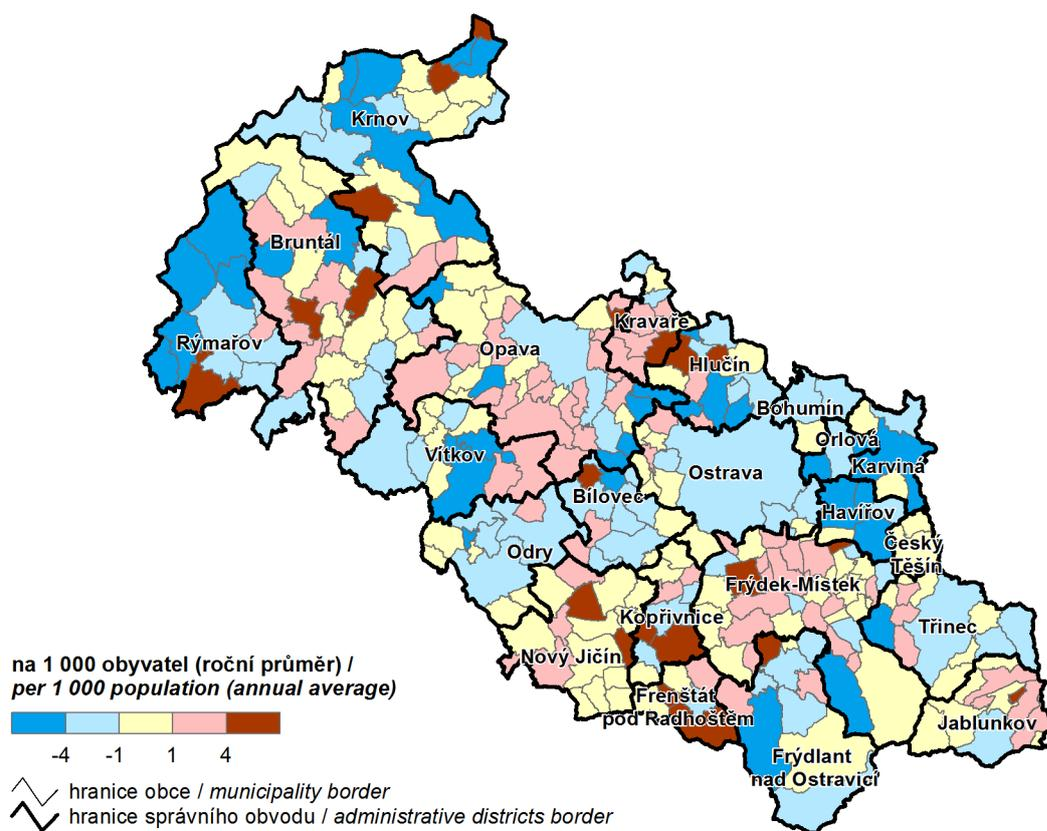 Krnov
Bruntál
Rýmařov
Opava
Kravaře
Hlučín
Bohumín
Orlová
Karviná
Vítkov
Bílovec
Ostrava
Havířov
Český
Těšín
Odry
Frýdek-Místek
Kopřivnice
Třinec
Nový Jičín
Frenštát
pod Radhoštěm
Jablunkov
Frýdlant
nad Ostravicí
na 1 000 obyvatel (roční průměr) /
per 1 000 population (annual average)
-4 -1 1 4
hranice obce / municipality border
hranice správního obvodu / administrative districts border